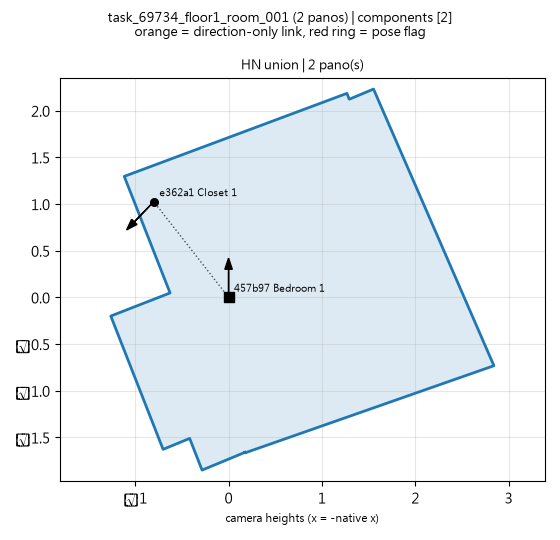 task_69734_floor1_room_001 (2 panos) | components [2]
orange = direction-only link, red ring = pose flag
HN union | 2 pano(s)
2.0
1.5
1.0
0.5
0.0
0.5
1.0
1.5
e362a1 Closet 1
457b97 Bedroom 1
1 0 1 2 3
camera heights (x = -native x)